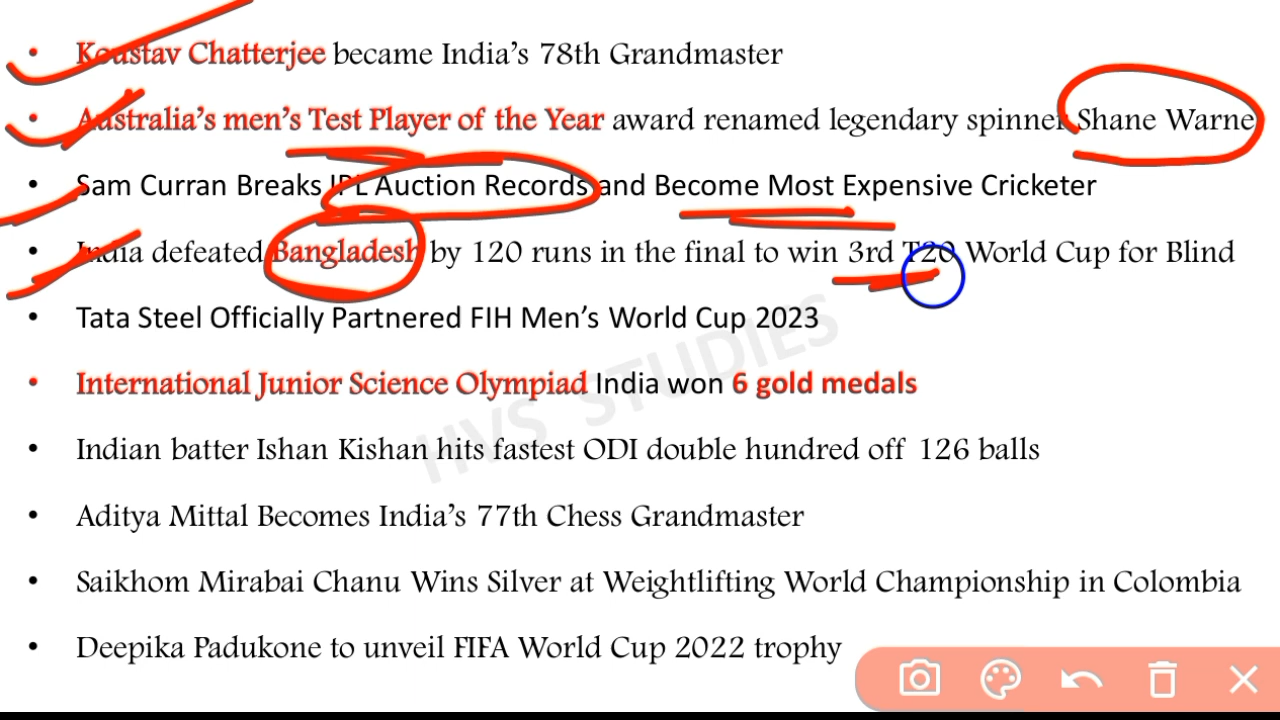 • Koustav Chatterjee became India's 78th Grandmaster
• Australia's men's Test Player of the Year award renamed legendary spinner Shane Warne
• Sam Curran Breaks IPL Auction Records and Become Most Expensive Cricketer
• India defeated Bangladesh by 120 runs in the final to win 3rd T20 World Cup for Blind
• Tata Steel Officially Partnered FIH Men's World Cup 2023
• International Junior Science Olympiad India won 6 gold medals
• Indian batter Ishan Kishan hits fastest ODI double hundred off 126 balls
• Aditya Mittal Becomes India's 77th Chess Grandmaster
• Saikhom Mirabai Chanu Wins Silver at Weightlifting World Championship in Colombia
• Deepika Padukone to unveil FIFA World Cup 2022 trophy
HVS STUDIES